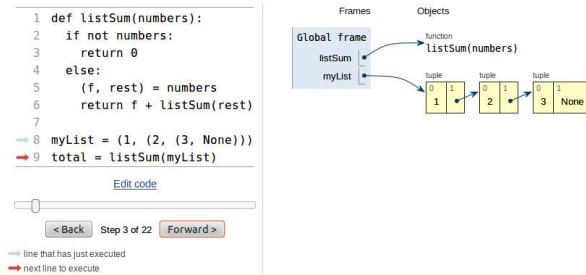 1 def listSum(numbers):
2   if not numbers:
3     return 0
4   else:
5     (f, rest) = numbers
6     return f + listSum(rest)
7
8 myList = (1, (2, (3, None)))
9 total = listSum(myList)
Edit code
< Back Step 3 of 22 Forward >
line that has just executed
next line to execute
Frames Objects
Global frame
listSum
myList
function
listSum(numbers)
tuple tuple tuple
0 1 0 1 0 1
1 2 3 None